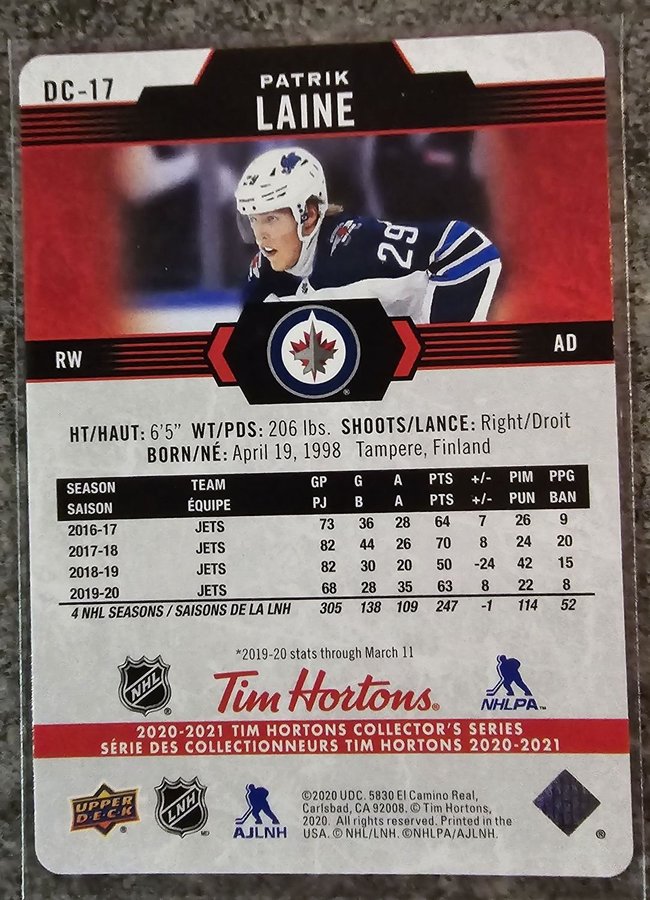 DC-17
PATRIK
LAINE
29
29
RW
AD
®
HT/HAUT: 6'5" WT/PDS: 206 lbs. SHOOTS/LANCE: Right/Droit
BORN/NÉ: April 19, 1998 Tampere, Finland
SEASON TEAM GP G A PTS +/- PIM PPG
SAISON ÉQUIPE PJ B A PTS +/- PUN BAN
2016-17 JETS 73 36 28 64 7 26 9
2017-18 JETS 82 44 26 70 8 24 20
2018-19 JETS 82 30 20 50 -24 42 15
2019-20 JETS 68 28 35 63 8 22 8
4 NHL SEASONS / SAISONS DE LA LNH 305 138 109 247 -1 114 52
*2019-20 stats through March 11
NHL ®
Tim Hortons®
NHLPA™
2020-2021 TIM HORTONS COLLECTOR'S SERIES
SÉRIE DES COLLECTIONNEURS TIM HORTONS 2020-2021
UPPER
DECK ®
LNH MD
AJLNH
©2020 UDC. 5830 El Camino Real,
Carlsbad, CA 92008. © Tim Hortons,
2020. All rights reserved. Printed in the
USA. © NHL/LNH. ©NHLPA/AJLNH.
®